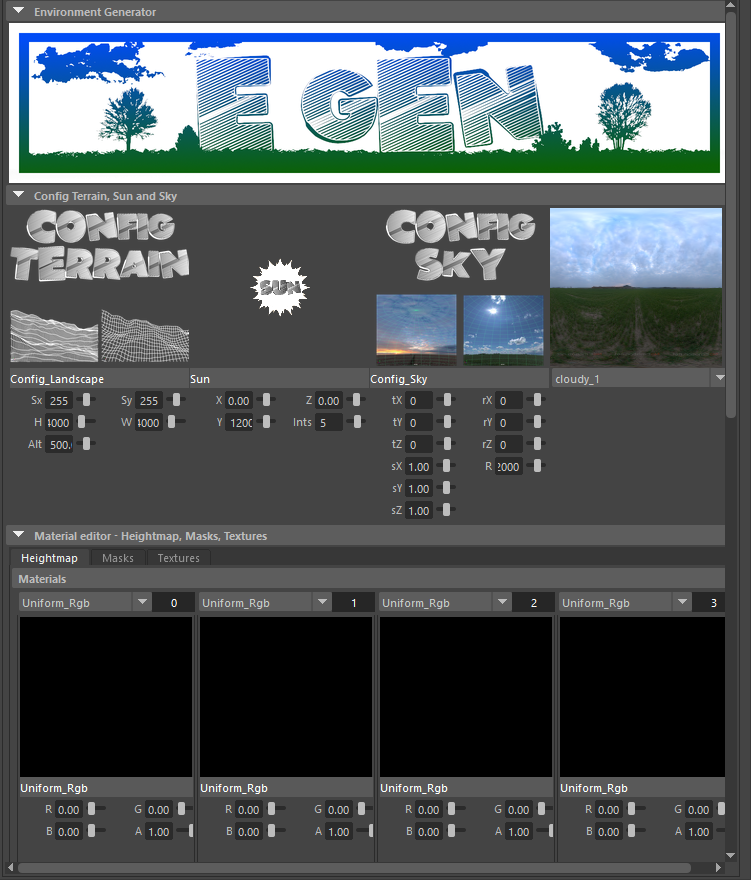 Environment Generator
E GEN
Config Terrain, Sun and Sky
CONFIG TERRAIN
SUN
CONFIG SKY
Config_Landscape Sun Config_Sky cloudy_1
Sx 255 Sy 255 X 0.00 Z 0.00 tX 0 rX 0
H 4000 W 4000 Y 1200 Ints 5 tY 0 rY 0
Alt 500. tZ 0 rZ 0
sX 1.00 R 2000
sY 1.00
sZ 1.00
Material editor - Heightmap, Masks, Textures
Heightmap Masks Textures
Materials
Uniform_Rgb 0 Uniform_Rgb 1 Uniform_Rgb 2 Uniform_Rgb 3
Uniform_Rgb Uniform_Rgb Uniform_Rgb Uniform_Rgb
R 0.00 G 0.00 R 0.00 G 0.00 R 0.00 G 0.00 R 0.00 G 0.00
B 0.00 A 1.00 B 0.00 A 1.00 B 0.00 A 1.00 B 0.00 A 1.00